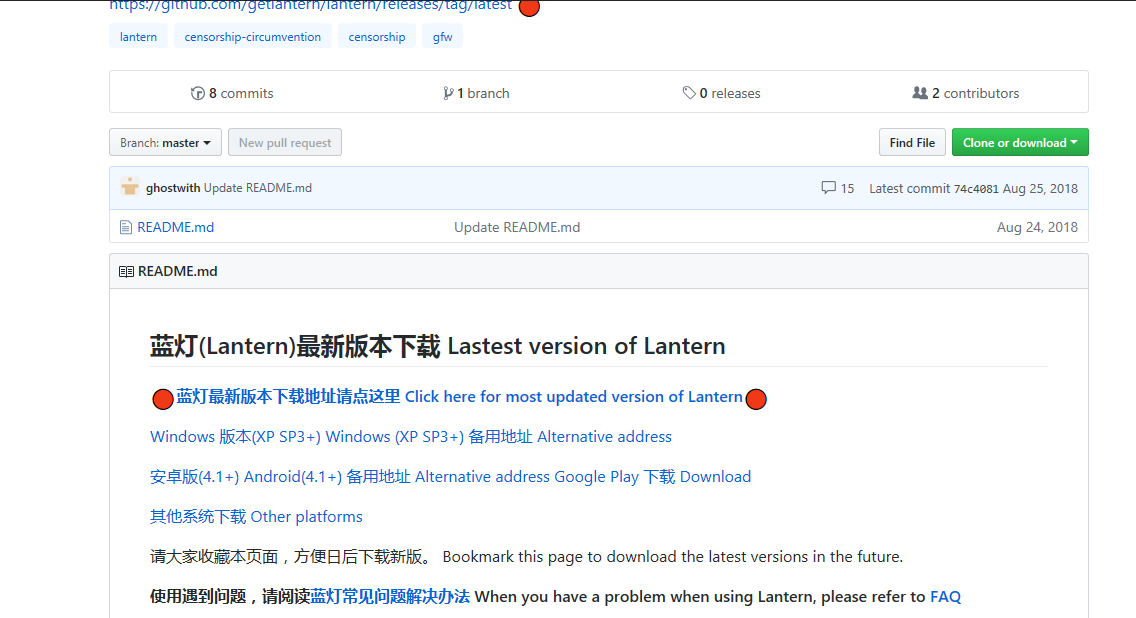 https://github.com/getlantern/lantern/releases/tag/latest
lantern censorship-circumvention censorship gfw
8 commits 1 branch 0 releases 2 contributors
Branch: master New pull request Find File Clone or download
ghostwith Update README.md 15 Latest commit 74c4081 Aug 25, 2018
README.md Update README.md Aug 24, 2018
README.md
蓝灯(Lantern)最新版本下载 Lastest version of Lantern
蓝灯最新版本下载地址请点这里 Click here for most updated version of Lantern
Windows 版本(XP SP3+) Windows (XP SP3+) 备用地址 Alternative address
安卓版(4.1+) Android(4.1+) 备用地址 Alternative address Google Play 下载 Download
其他系统下载 Other platforms
请大家收藏本页面，方便日后下载新版。 Bookmark this page to download the latest versions in the future.
使用遇到问题，请阅读蓝灯常见问题解决办法 When you have a problem when using Lantern, please refer to FAQ